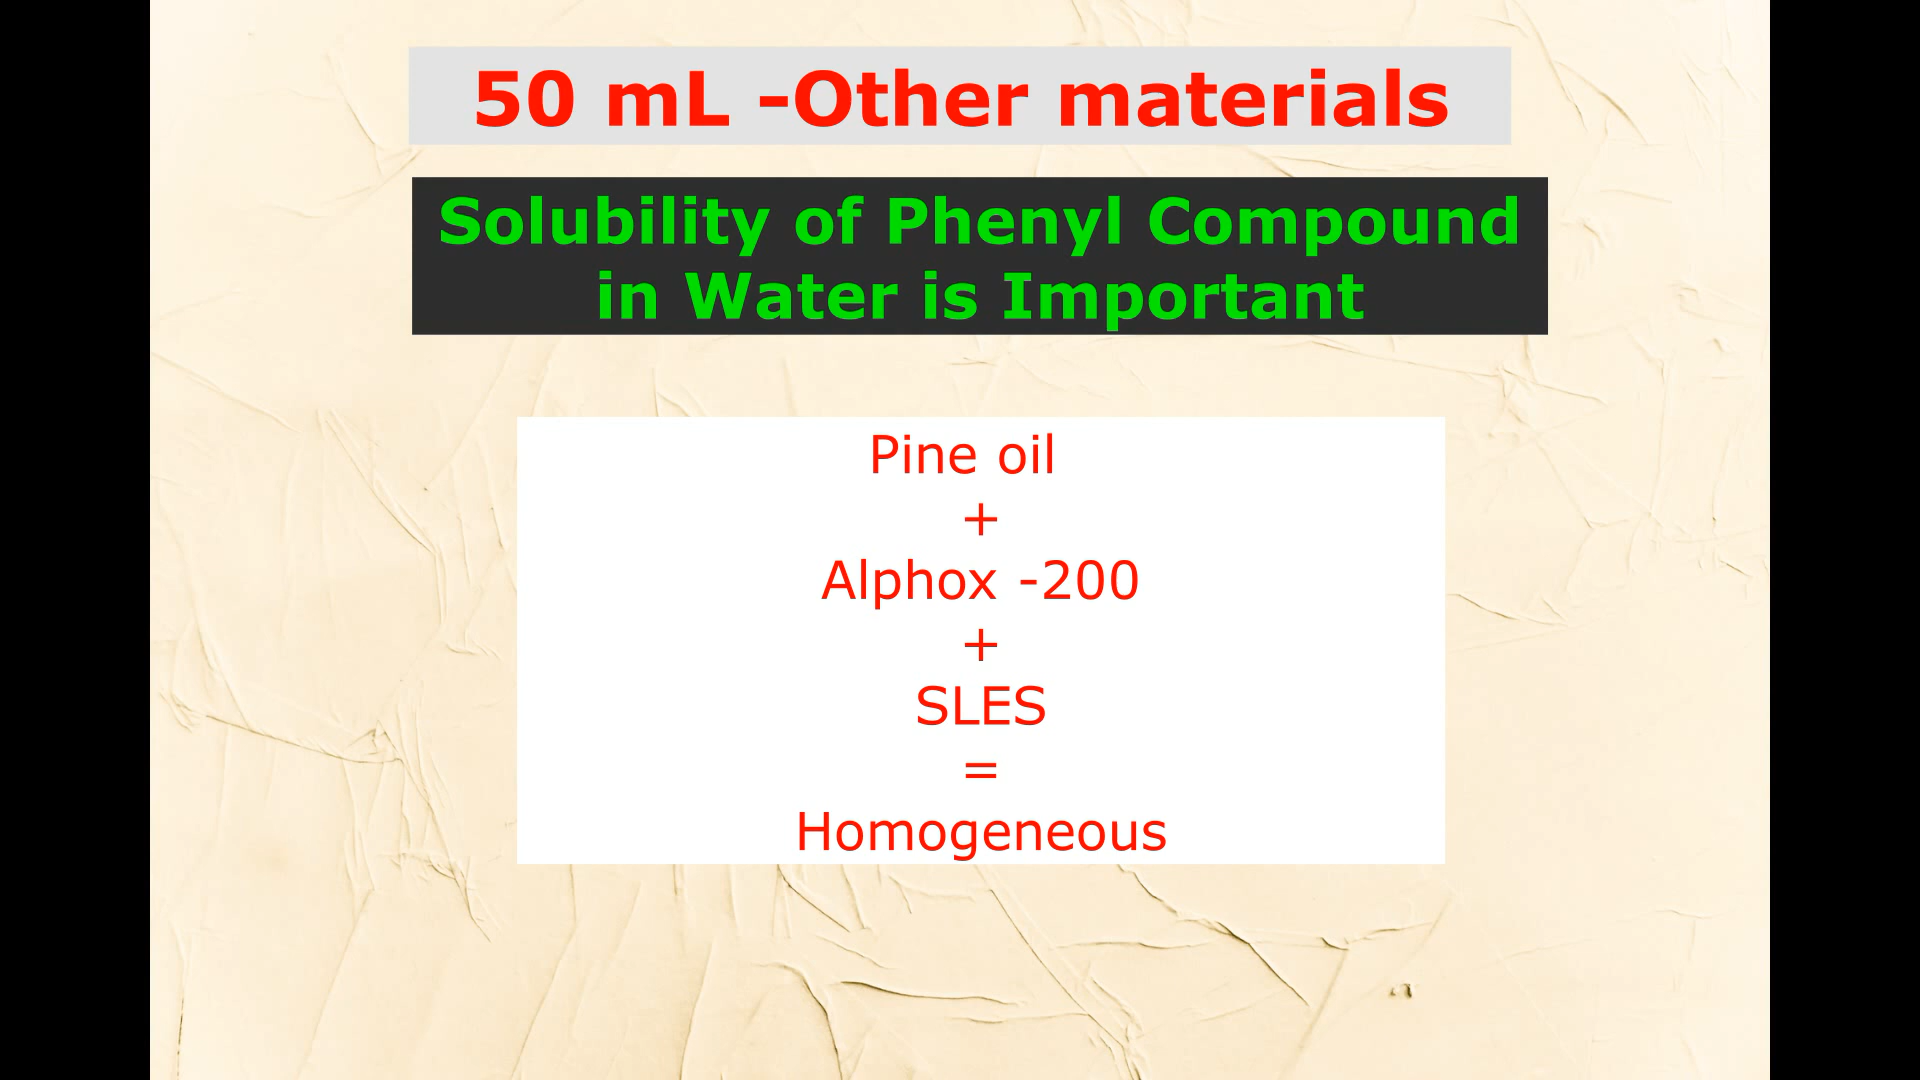 50 mL -Other materials
Solubility of Phenyl Compound
in Water is Important
Pine oil
+
Alphox -200
+
SLES
=
Homogeneous